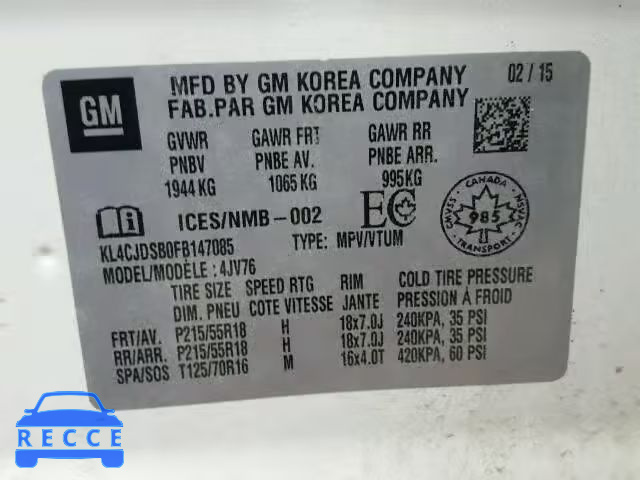 GM
MFD BY GM KOREA COMPANY 02 / 15
FAB.PAR GM KOREA COMPANY
GVWR GAWR FRT GAWR RR
PNBV PNBE AV. PNBE ARR.
1944 KG 1065 KG 995KG
ICES/NMB-002 EC
CANADA
CMVSS NSVAC
985
TRANSPORT
KL4CJDSB0FB147085 TYPE: MPV/VTUM
MODEL/MODÈLE : 4JV76
TIRE SIZE SPEED RTG RIM COLD TIRE PRESSURE
DIM. PNEU COTE VITESSE JANTE PRESSION À FROID
FRT/AV. P215/55R18 H 18x7.0J 240KPA, 35 PSI
RR/ARR. P215/55R18 H 18x7.0J 240KPA, 35 PSI
SPA/SOS T125/70R16 M 16x4.0T 420KPA, 60 PSI
EPIC
RECCE